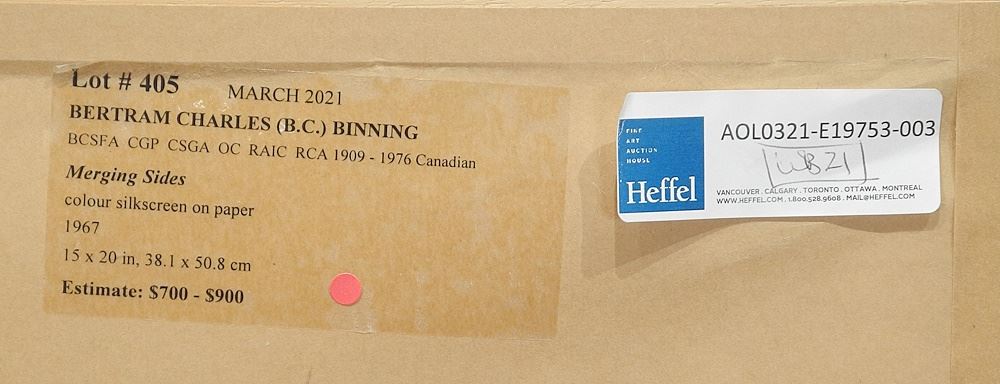 Lot # 405 MARCH 2021
BERTRAM CHARLES (B.C.) BINNING
BCSFA CGP CSGA OC RAIC RCA 1909 - 1976 Canadian
Merging Sides
colour silkscreen on paper
1967
15 x 20 in, 38.1 x 50.8 cm
Estimate: $700 - $900
FINE
ART
AUCTION
HOUSE
Heffel
AOL0321-E19753-003
WB21
VANCOUVER . CALGARY . TORONTO . OTTAWA . MONTREAL
WWW.HEFFEL.COM . 1.800.528.9608 . MAIL@HEFFEL.COM